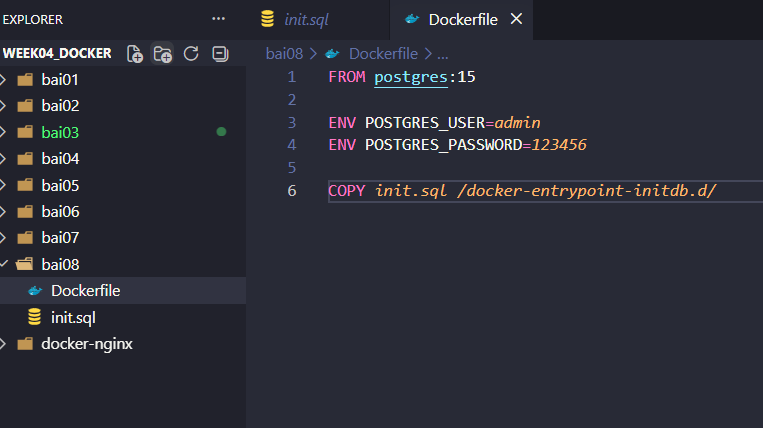 EXPLORER ···
WEEK04_DOCKER
bai01
bai02
bai03
bai04
bai05
bai06
bai07
bai08
Dockerfile
init.sql
docker-nginx
init.sql
Dockerfile
bai08 > Dockerfile > ...
1 FROM postgres:15
2
3 ENV POSTGRES_USER=admin
4 ENV POSTGRES_PASSWORD=123456
5
6 COPY init.sql /docker-entrypoint-initdb.d/